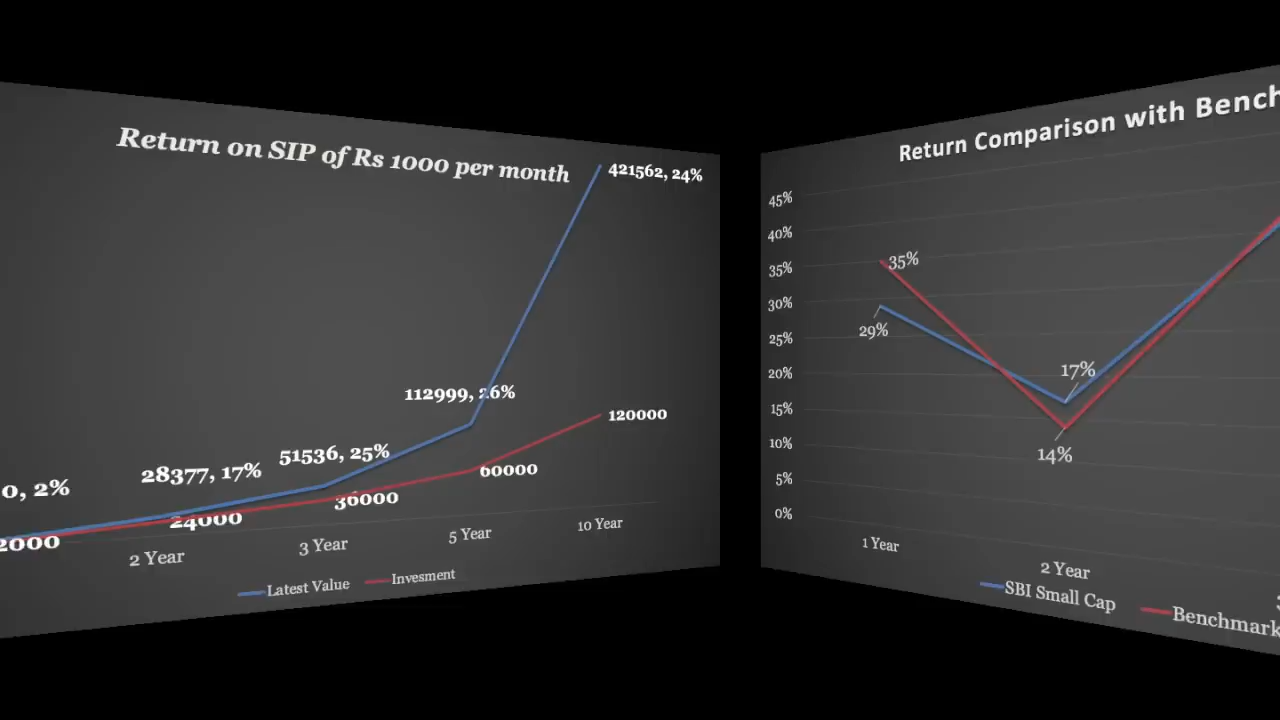 Return on SIP of Rs 1000 per month
421562, 24%
112999, 26%
120000
51536, 25%
28377, 17%
0, 2%
60000
36000
24000
2000
2 Year
3 Year
5 Year
10 Year
Latest Value
Invesment
Return Comparison with Bench
45%
40%
35%
30%
25%
20%
15%
10%
5%
0%
35%
29%
17%
14%
1 Year
2 Year
SBI Small Cap
Benchmark